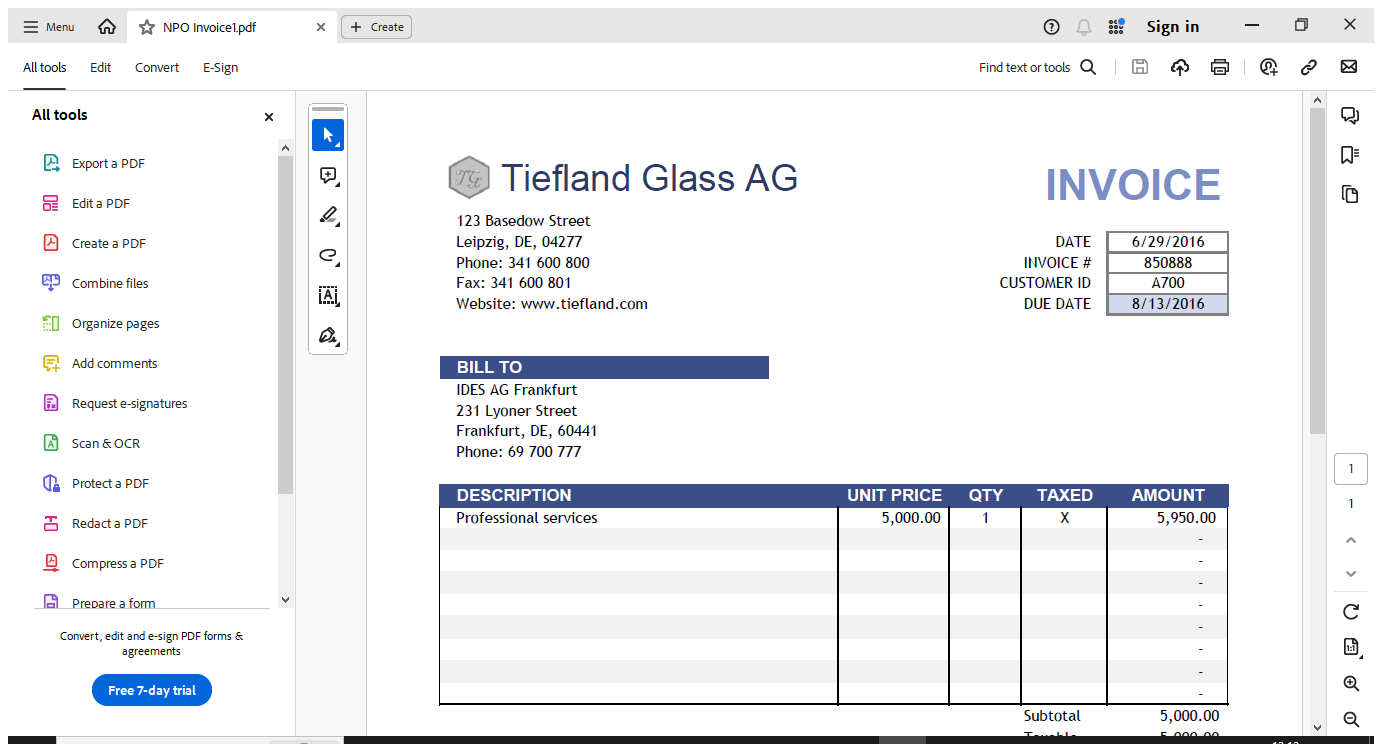 Menu
NPO Invoice1.pdf
Create
Sign in
All tools
Edit
Convert
E-Sign
Find text or tools
All tools
Export a PDF
Edit a PDF
Create a PDF
Combine files
Organize pages
Add comments
Request e-signatures
Scan & OCR
Protect a PDF
Redact a PDF
Compress a PDF
Prepare a form
Convert, edit and e-sign PDF forms &
agreements
Free 7-day trial
TG Tiefland Glass AG
INVOICE
123 Basedow Street
Leipzig, DE, 04277
Phone: 341 600 800
Fax: 341 600 801
Website: www.tiefland.com
DATE 6/29/2016
INVOICE # 850888
CUSTOMER ID A700
DUE DATE 8/13/2016
BILL TO
IDES AG Frankfurt
231 Lyoner Street
Frankfurt, DE, 60441
Phone: 69 700 777
DESCRIPTION UNIT PRICE QTY TAXED AMOUNT
Professional services 5,000.00 1 X 5,950.00
-
-
-
-
-
-
-
-
Subtotal 5,000.00
1
1